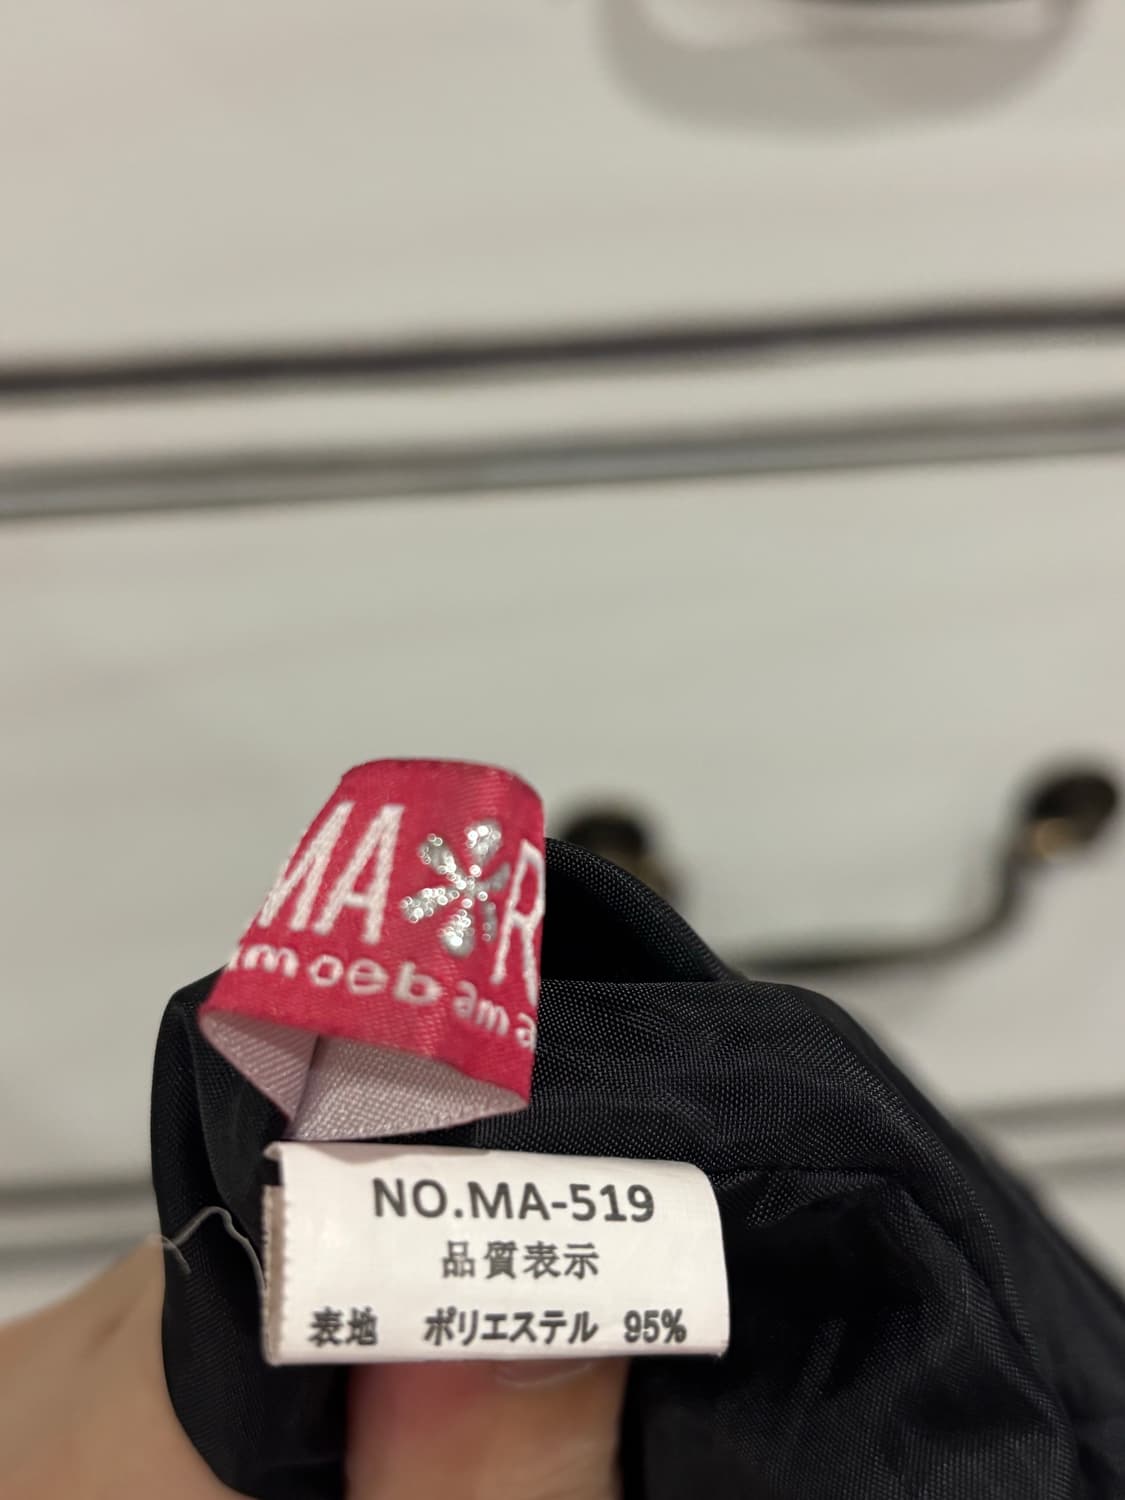 MA*R
amoebama
NO.MA-519
品質表示
表地 ポリエステル 95%